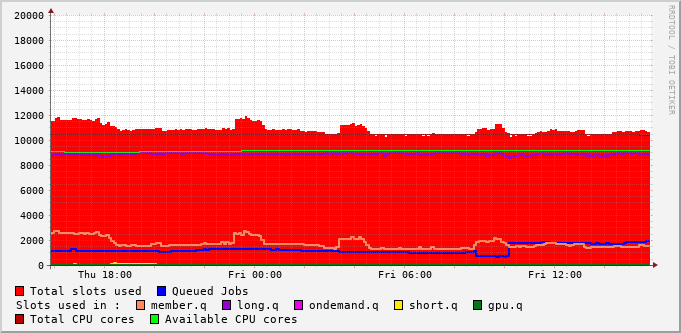 20000
18000
16000
14000
12000
10000
8000
6000
4000
2000
0
Thu 18:00 Fri 00:00 Fri 06:00 Fri 12:00
Total slots used Queued Jobs
Slots used in : member.q long.q ondemand.q short.q gpu.q
Total CPU cores Available CPU cores
RRDTOOL / TOBI OETIKER